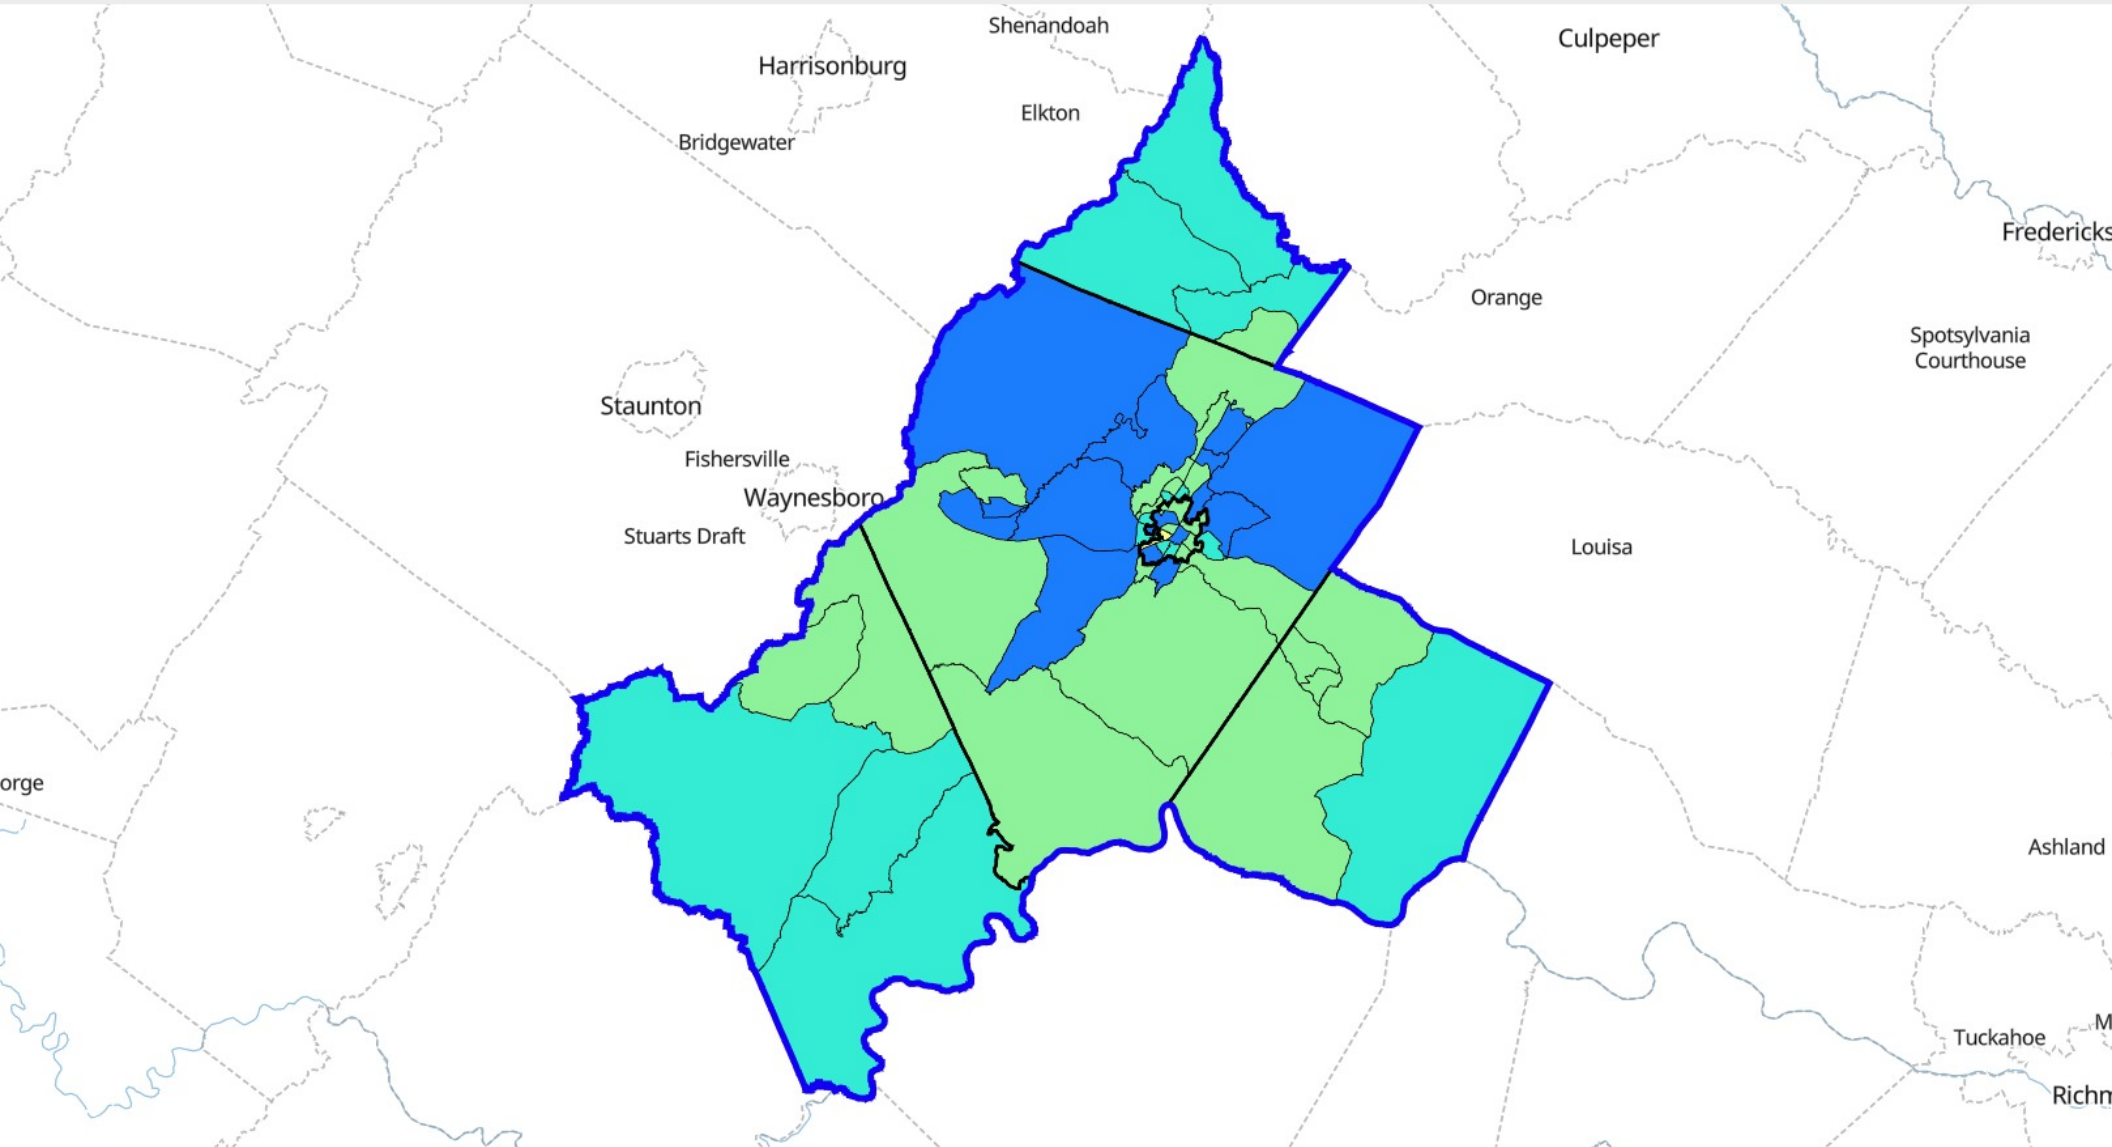 Shenandoah
Culpeper
Harrisonburg
Elkton
Bridgewater
Fredericks
Orange
Spotsylvania
Courthouse
Staunton
Fishersville
Waynesboro
Stuarts Draft
Louisa
orge
Ashland
M
Tuckahoe
Richm